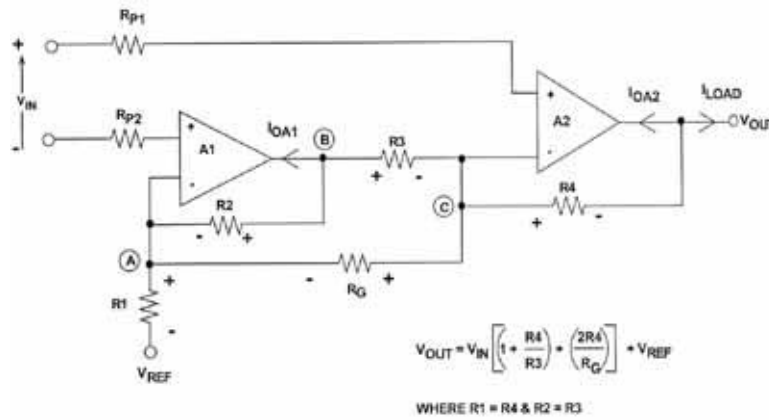 RP1
+
VIN
-
RP2
+
A1
-
IOA1
B
R3
+ -
+
A2
-
IOA2
ILOAD
VOUT
R2
- +
C
R4
+ -
A
+
R1
-
VREF
- +
RG
VOUT = VIN [(1 + R4/R3) + (2R4/RG)] + VREF
WHERE R1 = R4 & R2 = R3